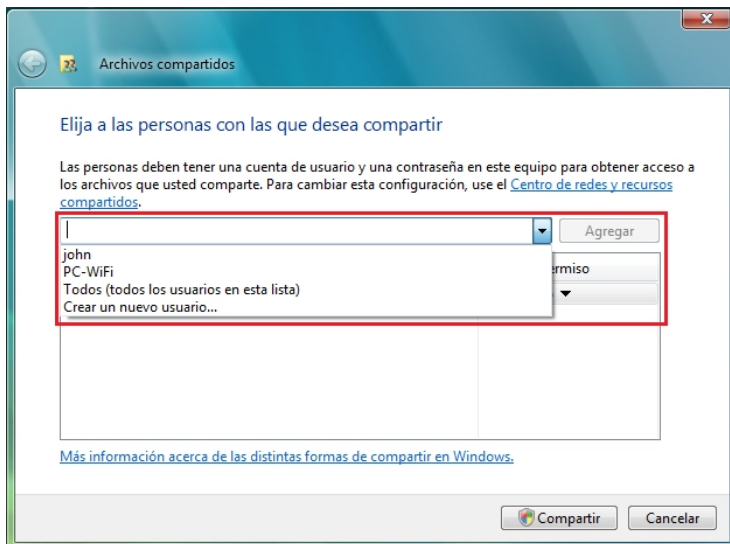 x
Archivos compartidos
Elija a las personas con las que desea compartir
Las personas deben tener una cuenta de usuario y una contraseña en este equipo para obtener acceso a
los archivos que usted comparte. Para cambiar esta configuración, use el Centro de redes y recursos
compartidos.
Agregar
john
PC-WiFi
ermiso
Todos (todos los usuarios en esta lista)
Crear un nuevo usuario...
Más información acerca de las distintas formas de compartir en Windows.
Compartir Cancelar